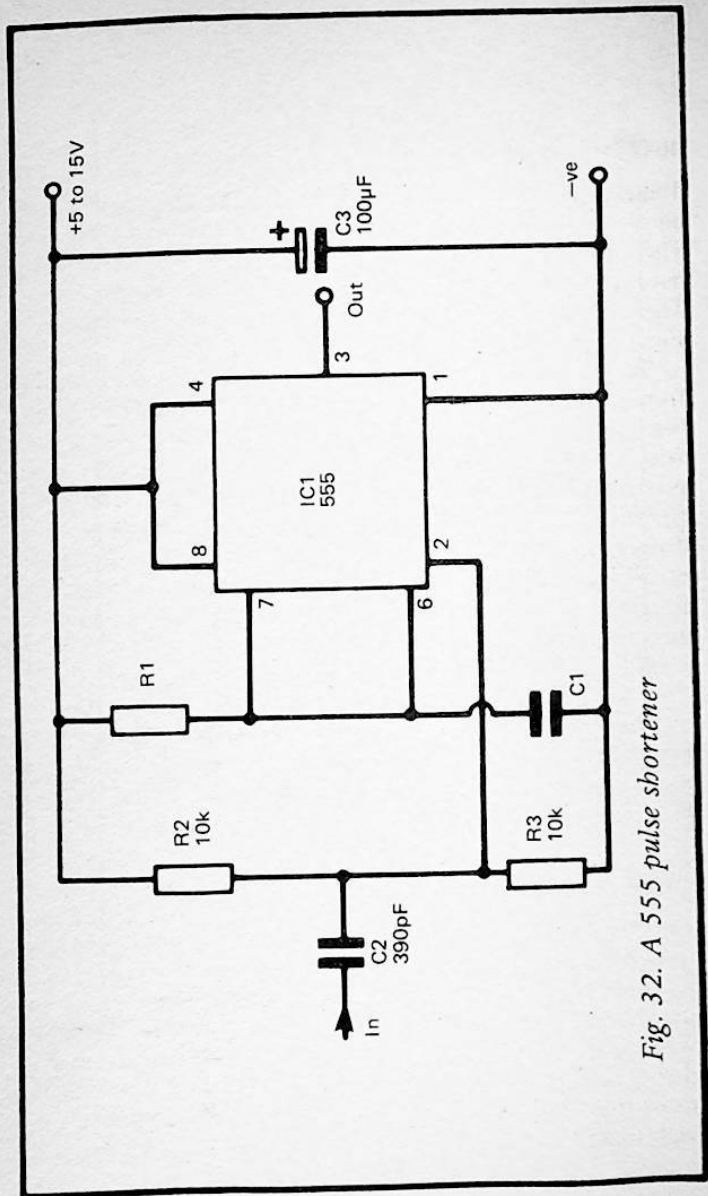 +5 to 15V
R1
R2
10k
8
4
7
IC1
555
3
Out
+
C3
100µF
6
2
1
In
C2
390pF
R3
10k
C1
−ve
Fig. 32. A 555 pulse shortener